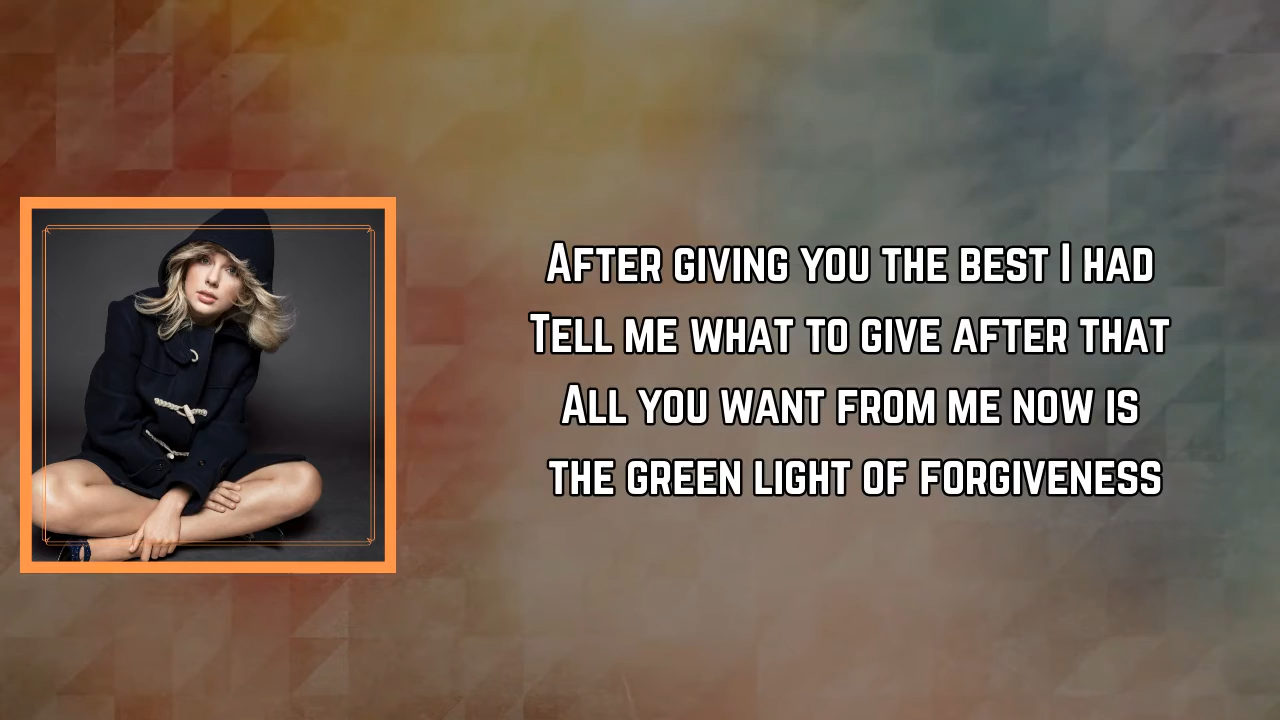 After giving you the best I had
Tell me what to give after that
All you want from me now is
the green light of forgiveness